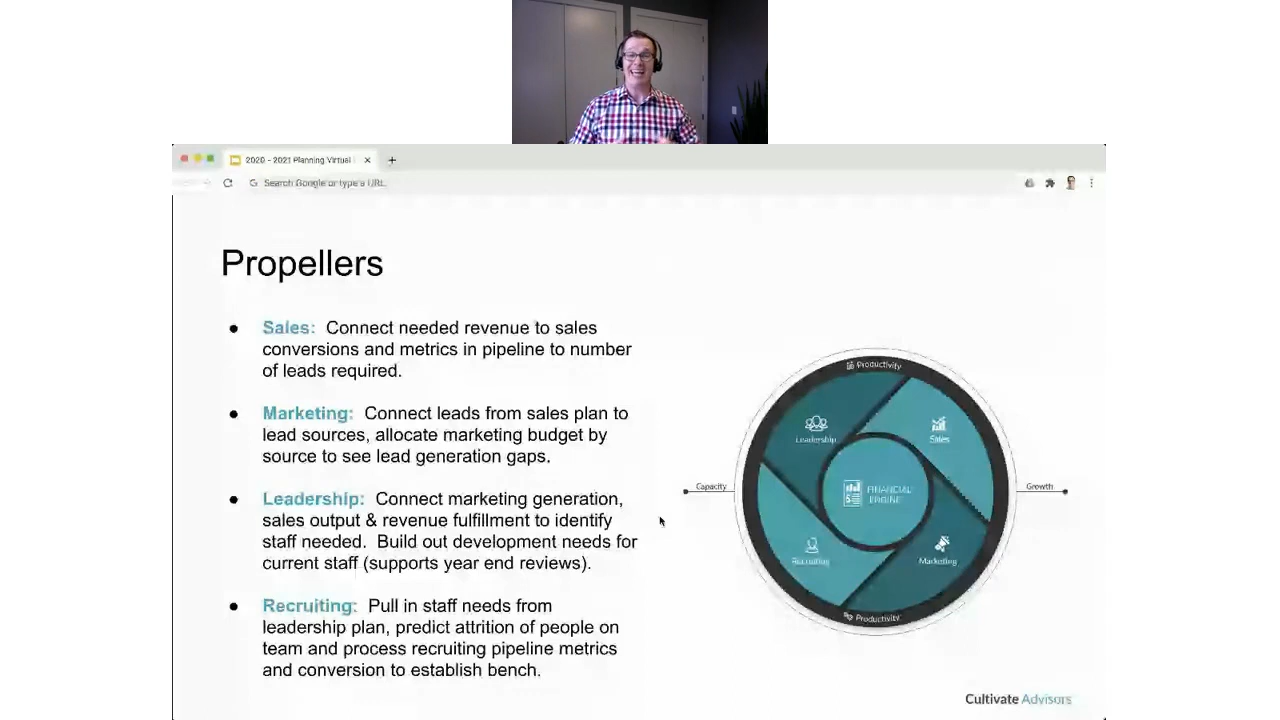 2020 - 2021 Planning Virtual
Search Google or type a URL
Propellers
● Sales: Connect needed revenue to sales
conversions and metrics in pipeline to number
of leads required.
● Marketing: Connect leads from sales plan to
lead sources, allocate marketing budget by
source to see lead generation gaps.
● Leadership: Connect marketing generation,
sales output & revenue fulfillment to identify
staff needed. Build out development needs for
current staff (supports year end reviews).
● Recruiting: Pull in staff needs from
leadership plan, predict attrition of people on
team and process recruiting pipeline metrics
and conversion to establish bench.
Productivity
Leadership
Sales
Capacity
FINANCIAL
ENGINE
Growth
Recruiting
Marketing
Productivity
Cultivate Advisors